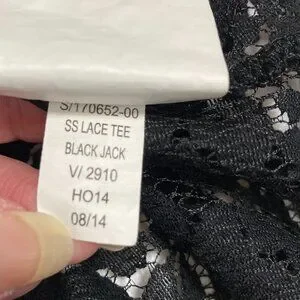 S/170652-00
SS LACE TEE
BLACK JACK
V/ 2910
HO14
08/14